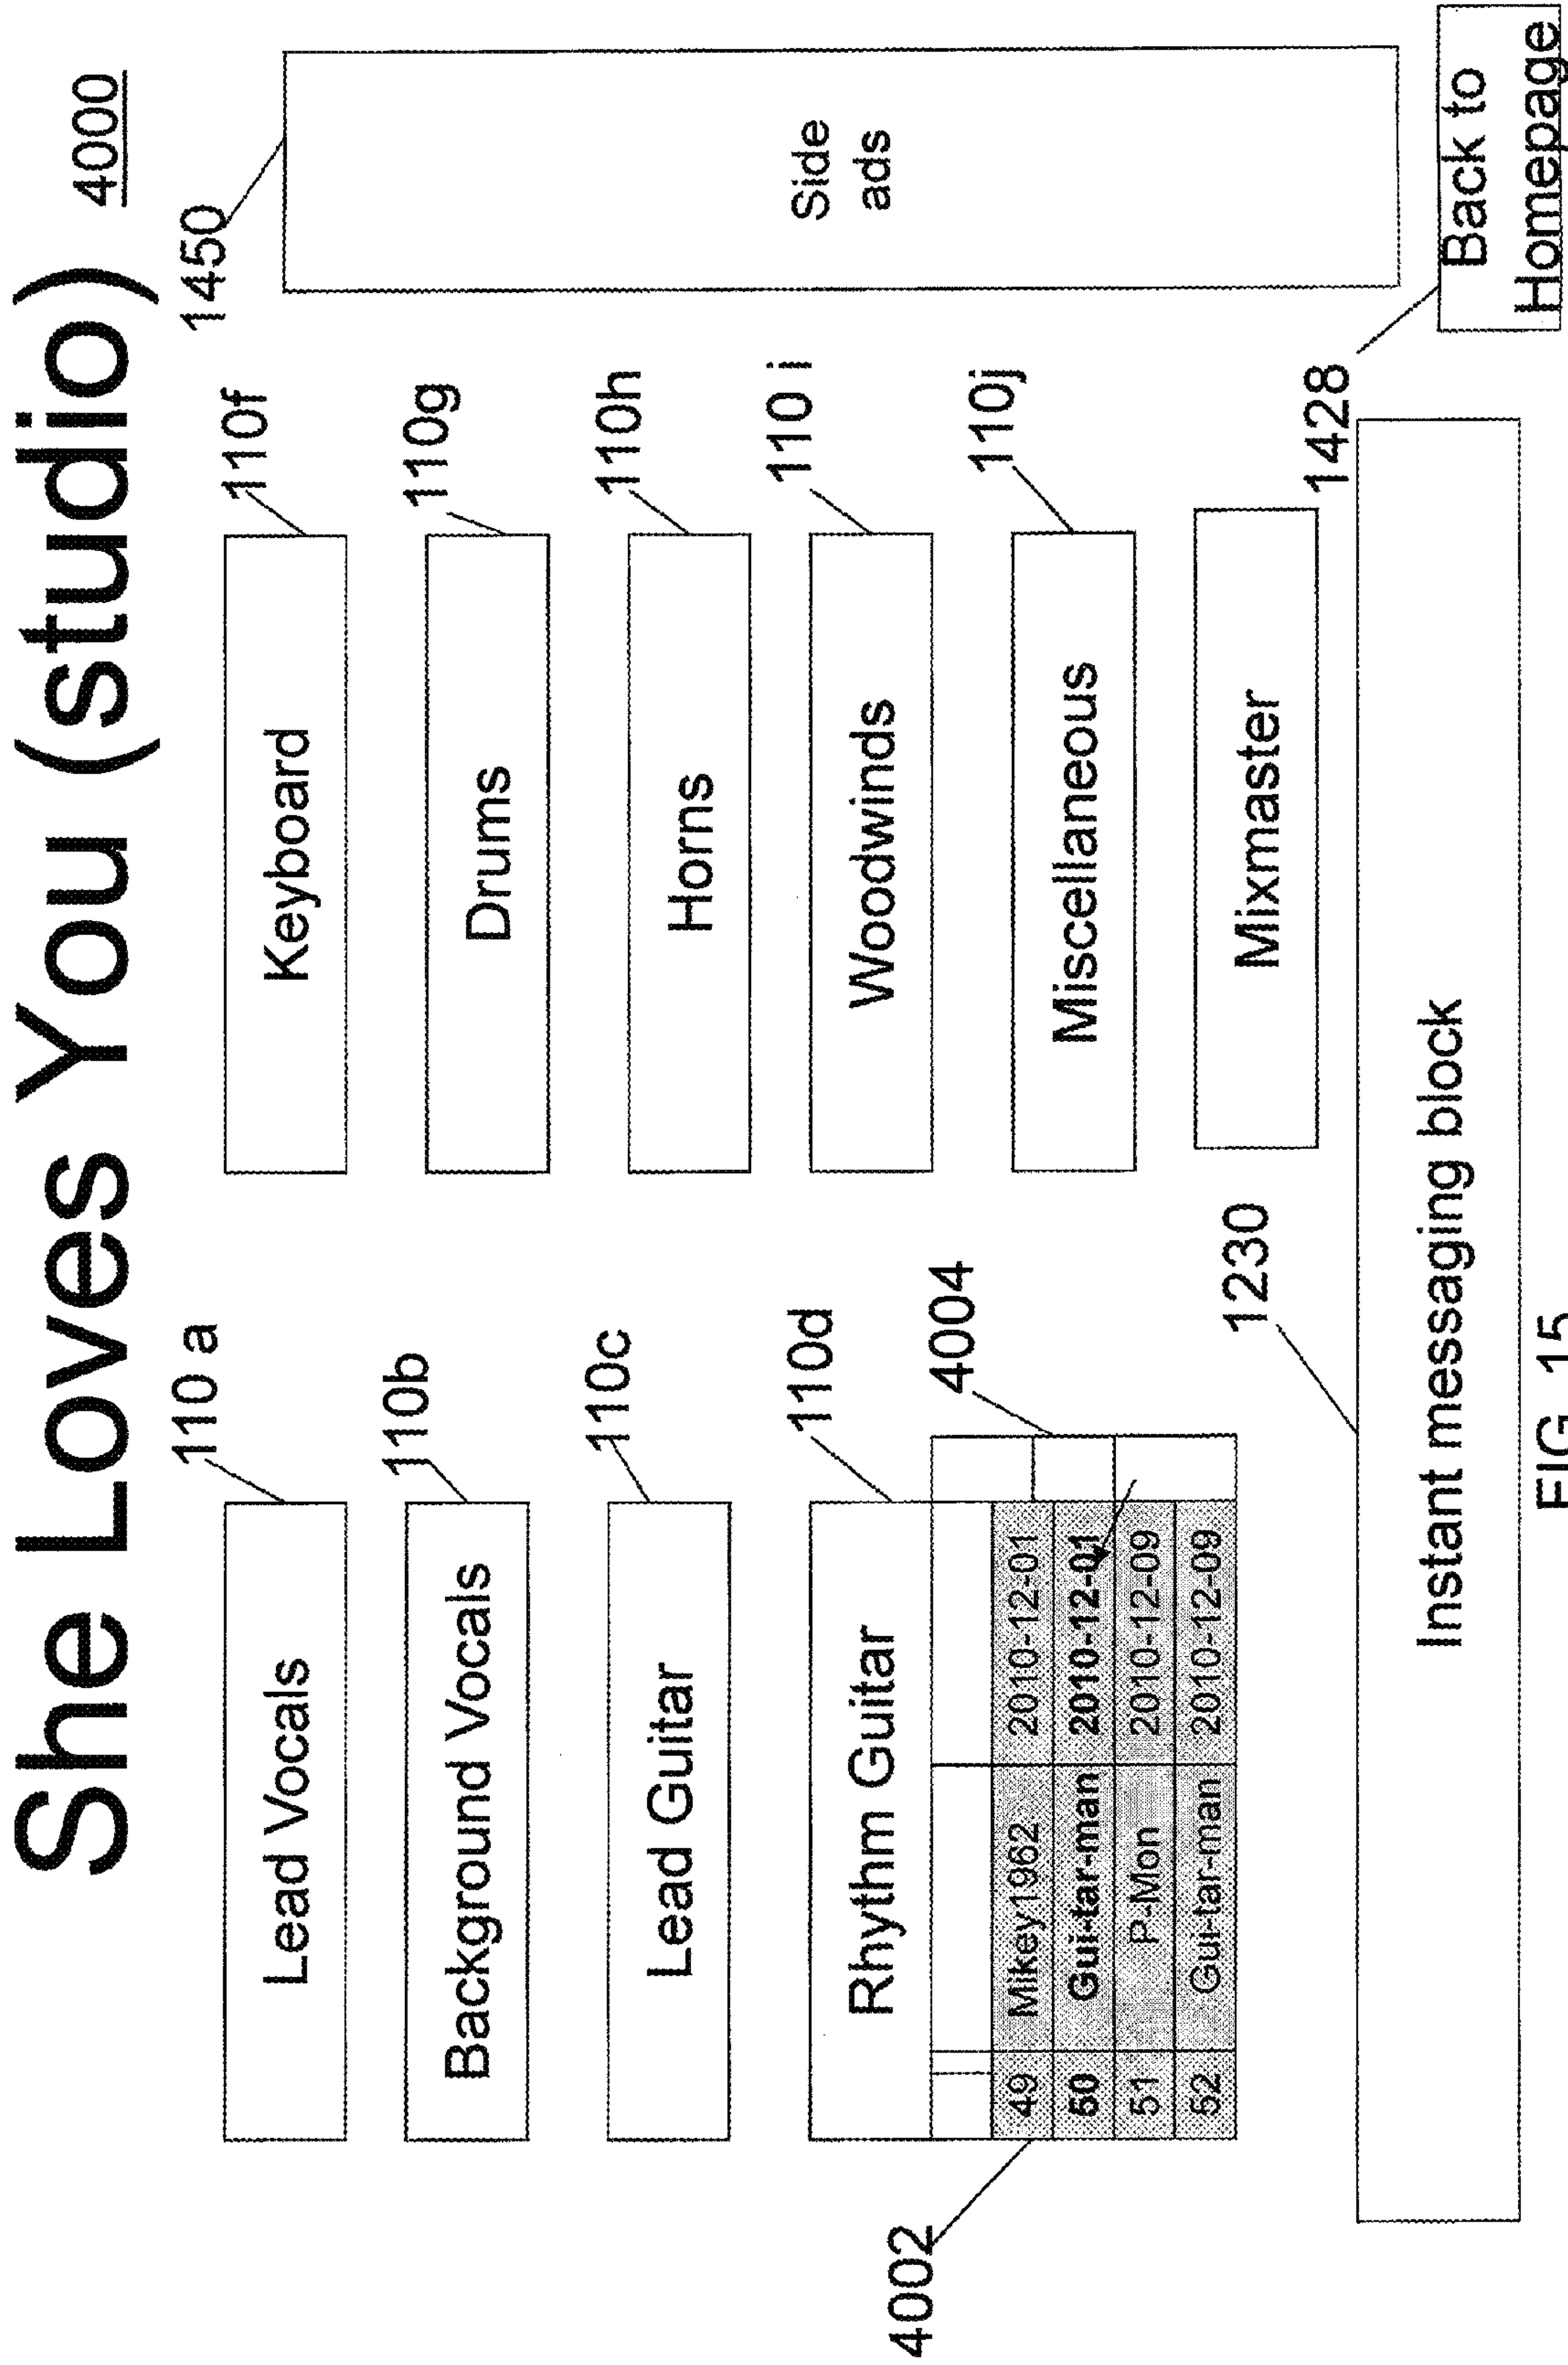 She Loves You (studio)
4000
110 a
Lead Vocals
110b
Background Vocals
110c
Lead Guitar
110d
Rhythm Guitar
4004
4002
49 Mikey1962 2010-12-01
50 Gui-tar-man 2010-12-01
51 P-Mon 2010-12-09
52 Gui-tar-man 2010-12-09
110f
Keyboard
110g
Drums
110h
Horns
110 i
Woodwinds
110j
Miscellaneous
Mixmaster
1450
Side
ads
1230
Instant messaging block
1428
Back to
Homepage
FIG. 15